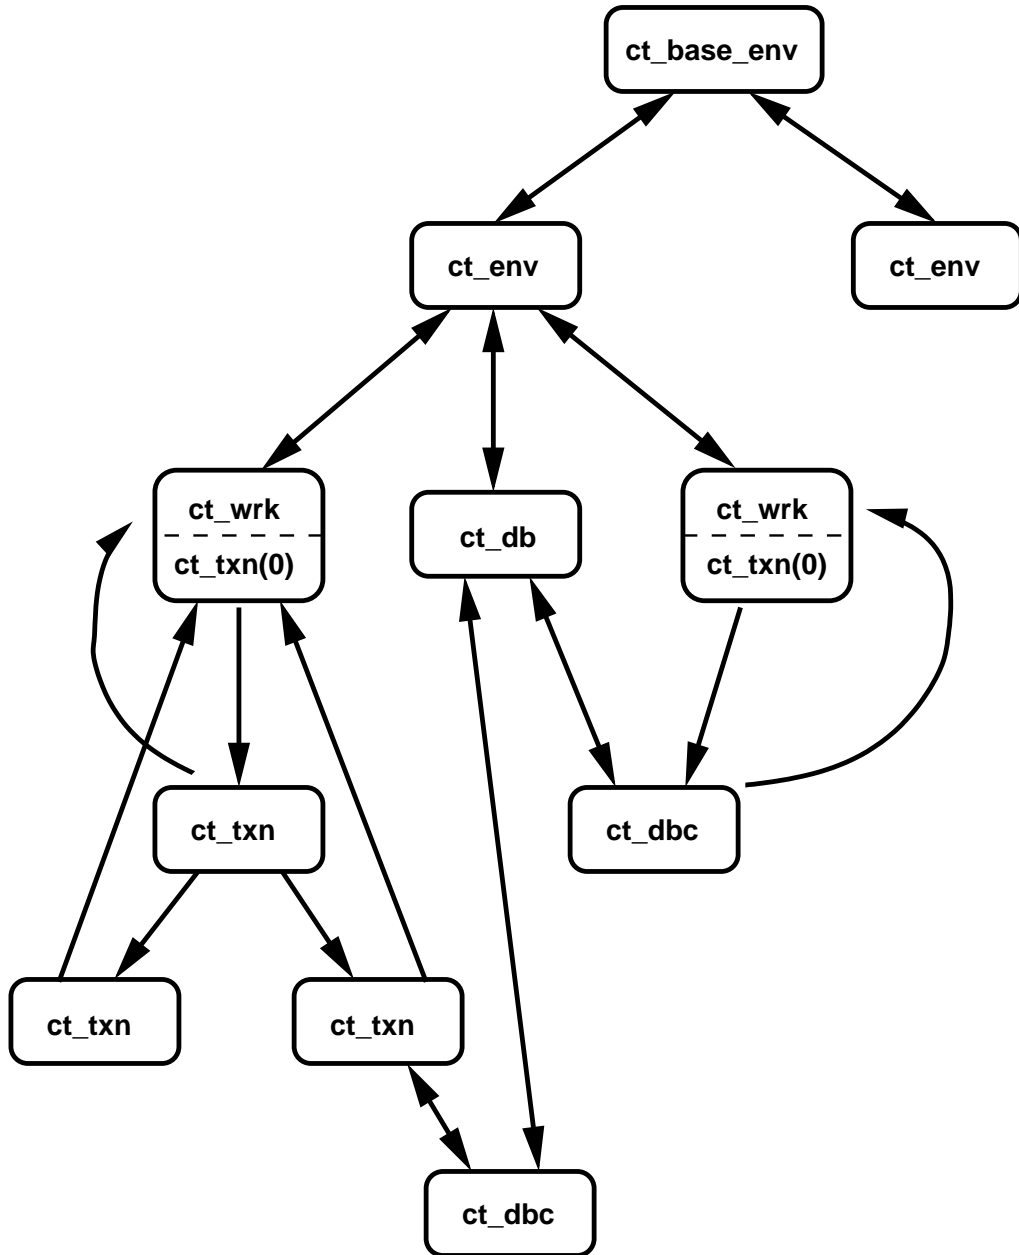 ct_base_env
ct_env
ct_env
ct_wrk
ct_txn(0)
ct_db
ct_wrk
ct_txn(0)
ct_txn
ct_dbc
ct_txn
ct_txn
ct_dbc